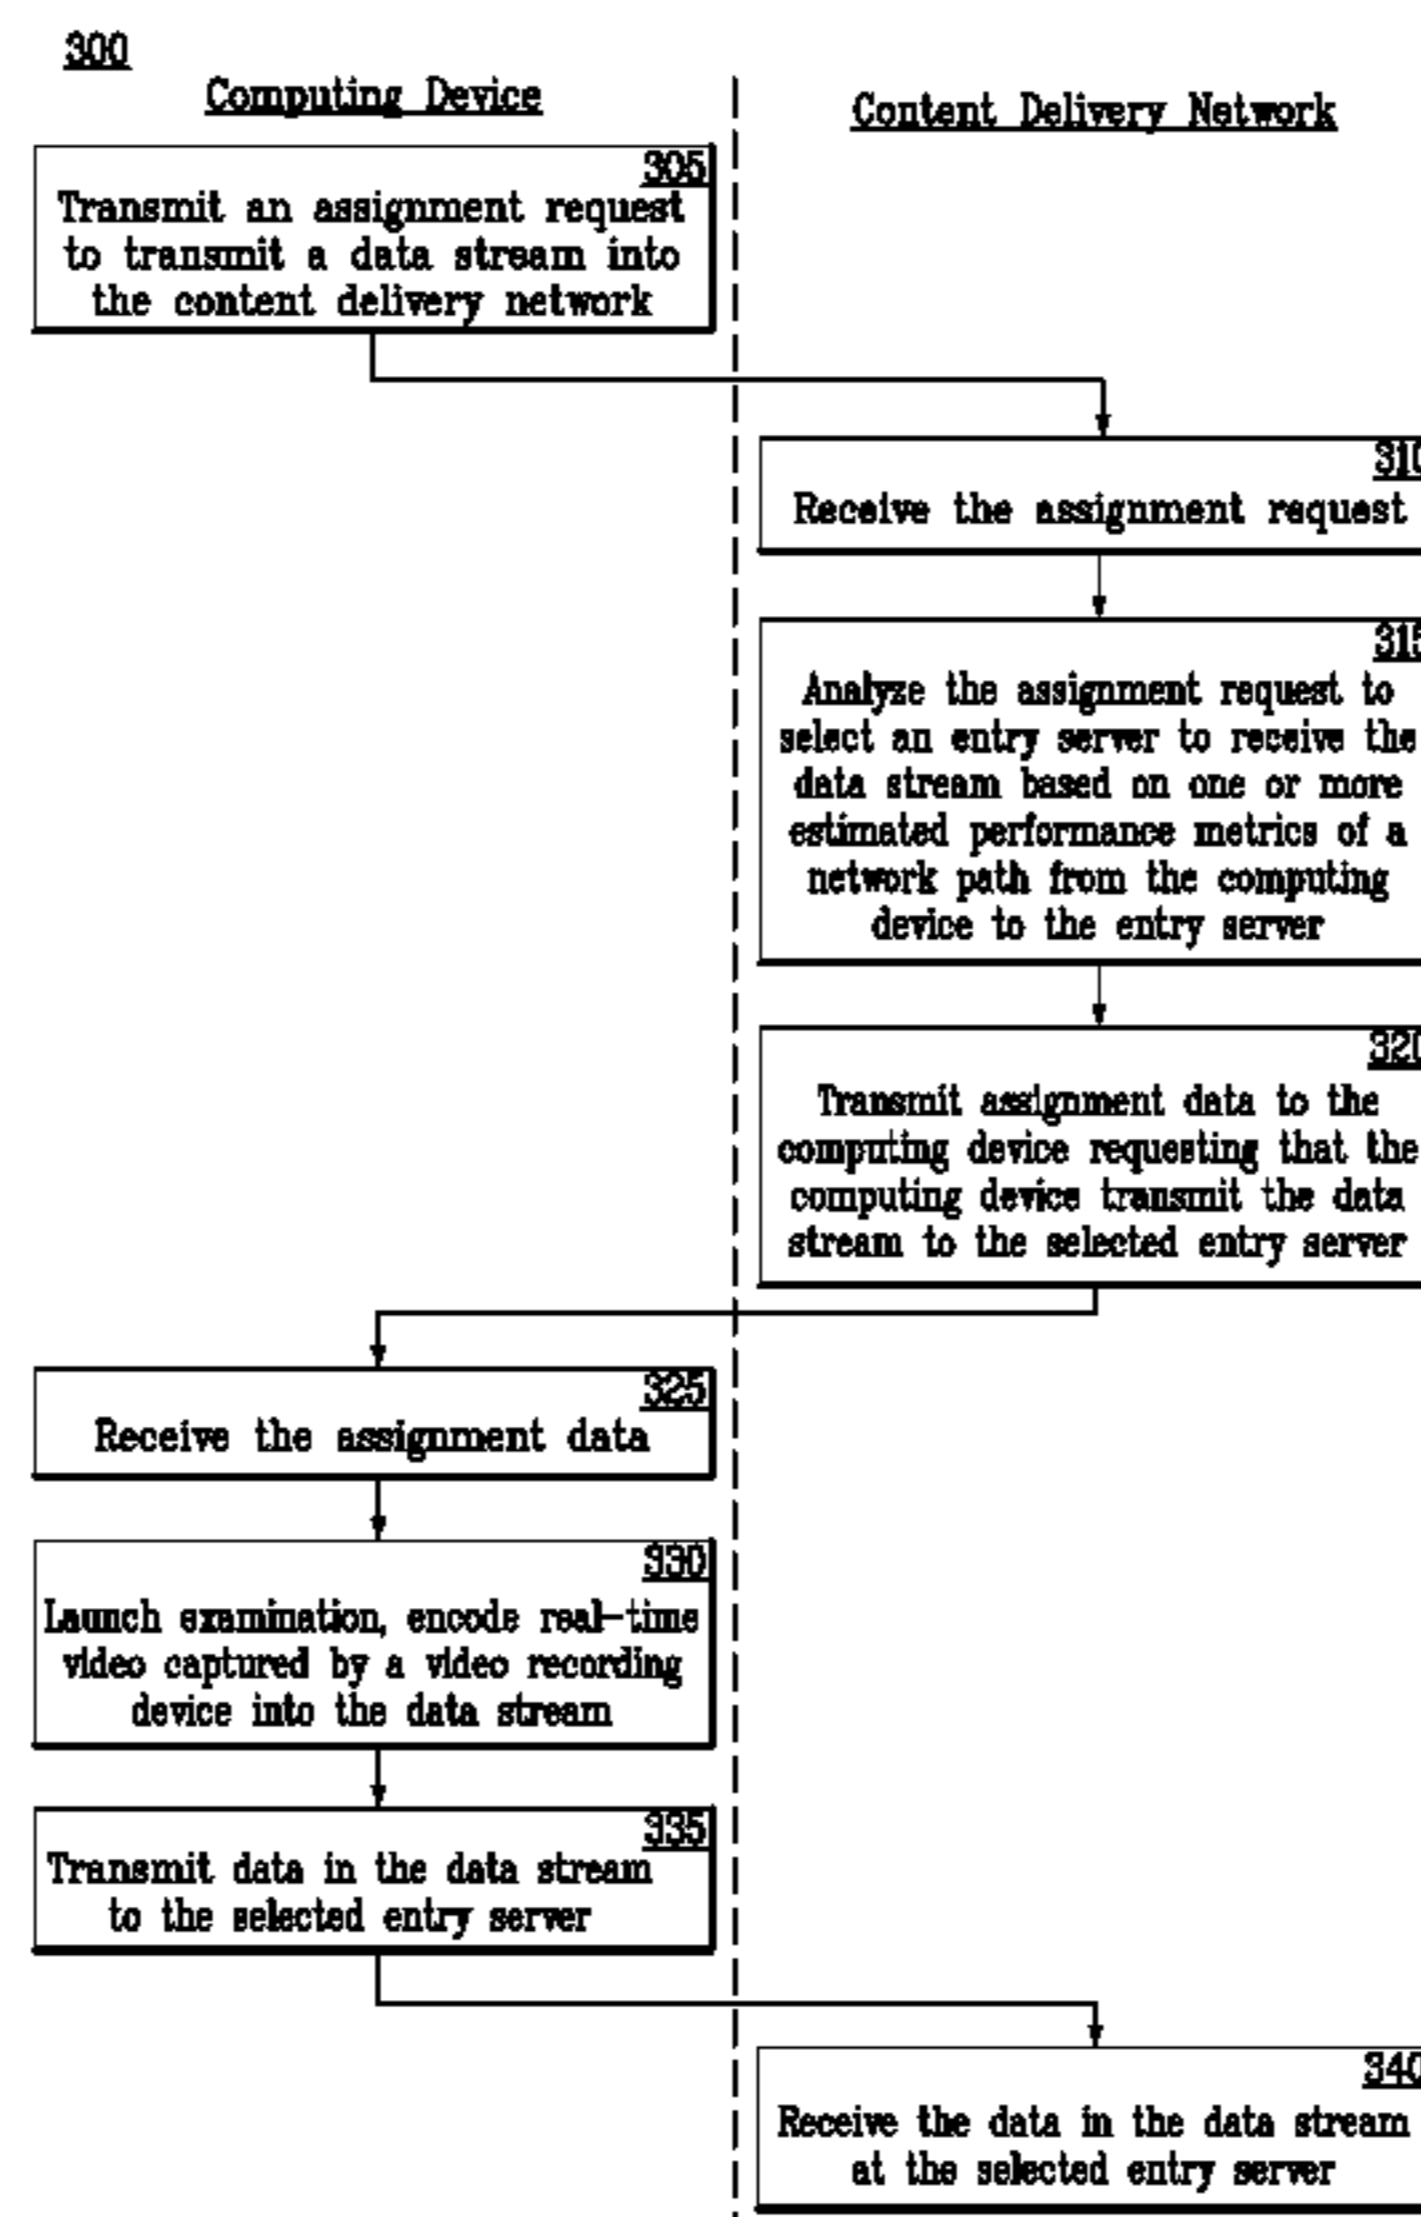 300
Computing Device
Content Delivery Network
305
Transmit an assignment request
to transmit a data stream into
the content delivery network
310
Receive the assignment request
315
Analyze the assignment request to
select an entry server to receive the
data stream based on one or more
estimated performance metrics of a
network path from the computing
device to the entry server
320
Transmit assignment data to the
computing device requesting that the
computing device transmit the data
stream to the selected entry server
325
Receive the assignment data
330
Launch examination, encode real-time
video captured by a video recording
device into the data stream
335
Transmit data in the data stream
to the selected entry server
340
Receive the data in the data stream
at the selected entry server